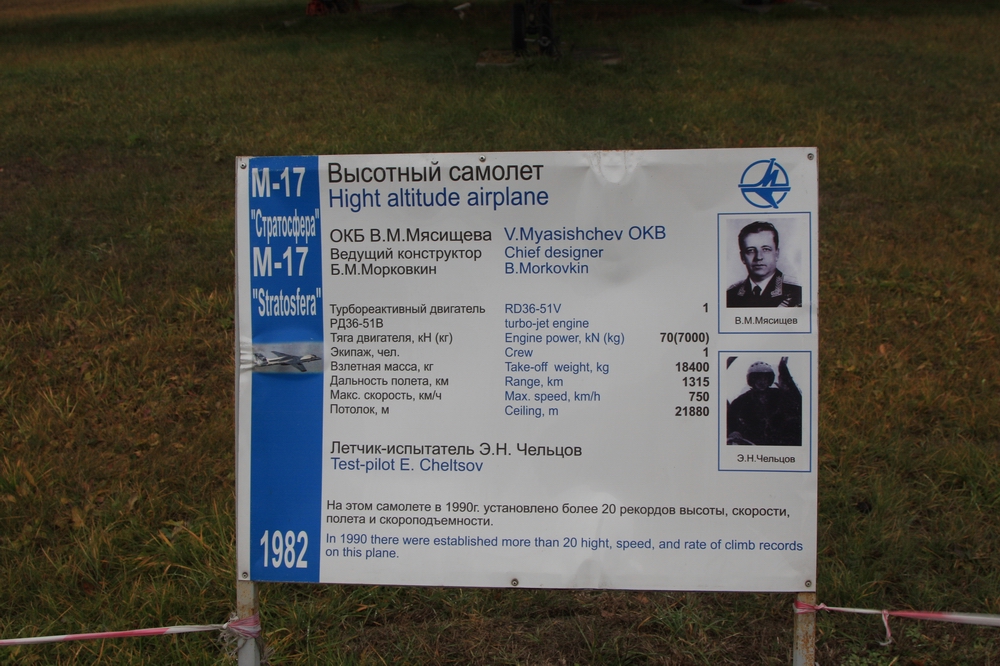 М-17
"Стратосфера"
М-17
"Stratosfera"
1982
Высотный самолет
Hight altitude airplane
ОКБ В.М.Мясищева V.Myasishchev OKB
Ведущий конструктор Chief designer
Б.М.Морковкин B.Morkovkin
Турбореактивный двигатель RD36-51V 1
РД36-51В turbo-jet engine
Тяга двигателя, кН (кг) Engine power, kN (kg) 70(7000)
Экипаж, чел. Crew 1
Взлетная масса, кг Take-off weight, kg 18400
Дальность полета, км Range, km 1315
Макс. скорость, км/ч Max. speed, km/h 750
Потолок, м Ceiling, m 21880
Летчик-испытатель Э.Н. Чельцов
Test-pilot E. Cheltsov
На этом самолете в 1990г. установлено более 20 рекордов высоты, скорости,
полета и скороподъемности.
In 1990 there were established more than 20 hight, speed, and rate of climb records
on this plane.
В.М.Мясищев
Э.Н.Чельцов